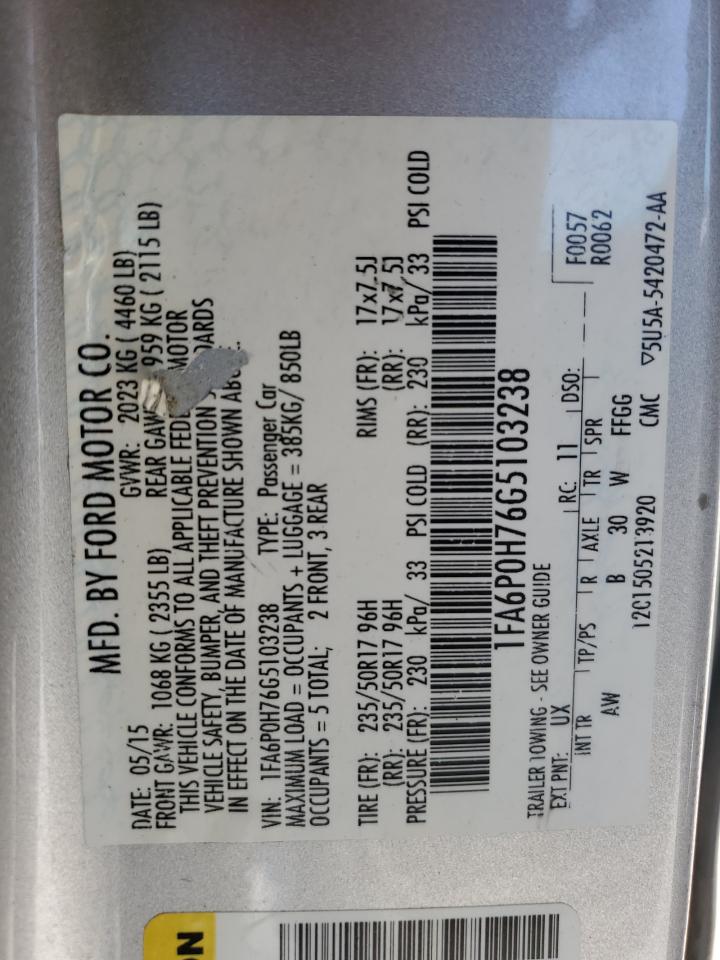 MFD. BY FORD MOTOR CO.
DATE: 05/15 GVWR: 2023 KG ( 4460 LB)
FRONT GAWR: 1068 KG ( 2355 LB) REAR GAW 959 KG ( 2115 LB)
THIS VEHICLE CONFORMS TO ALL APPLICABLE FED MOTOR
VEHICLE SAFETY, BUMPER, AND THEFT PREVENTION S DARDS
IN EFFECT ON THE DATE OF MANUFACTURE SHOWN ABO
VIN: 1FA6P0H76G5103238 TYPE: Passenger Car
MAXIMUM LOAD = OCCUPANTS + LUGGAGE = 385KG/ 850LB
OCCUPANTS = 5 TOTAL; 2 FRONT, 3 REAR
TIRE (FR): 235/50R17 96H RIMS (FR): 17x7.5J
(RR): 235/50R17 96H (RR): 17x7.5J
PRESSURE (FR): 230 kPa/ 33 PSI COLD (RR): 230 kPa/ 33 PSI COLD
1FA6P0H76G5103238
TRAILER TOWING - SEE OWNER GUIDE
EXT PNT: UX RC: 11 DSO:
F0057
R0062
INT TR TP/PS R AXLE TR SPR
AW B 30 W FFGG
12C1505213920 CMC ▽5U5A-5420472-AA
ON